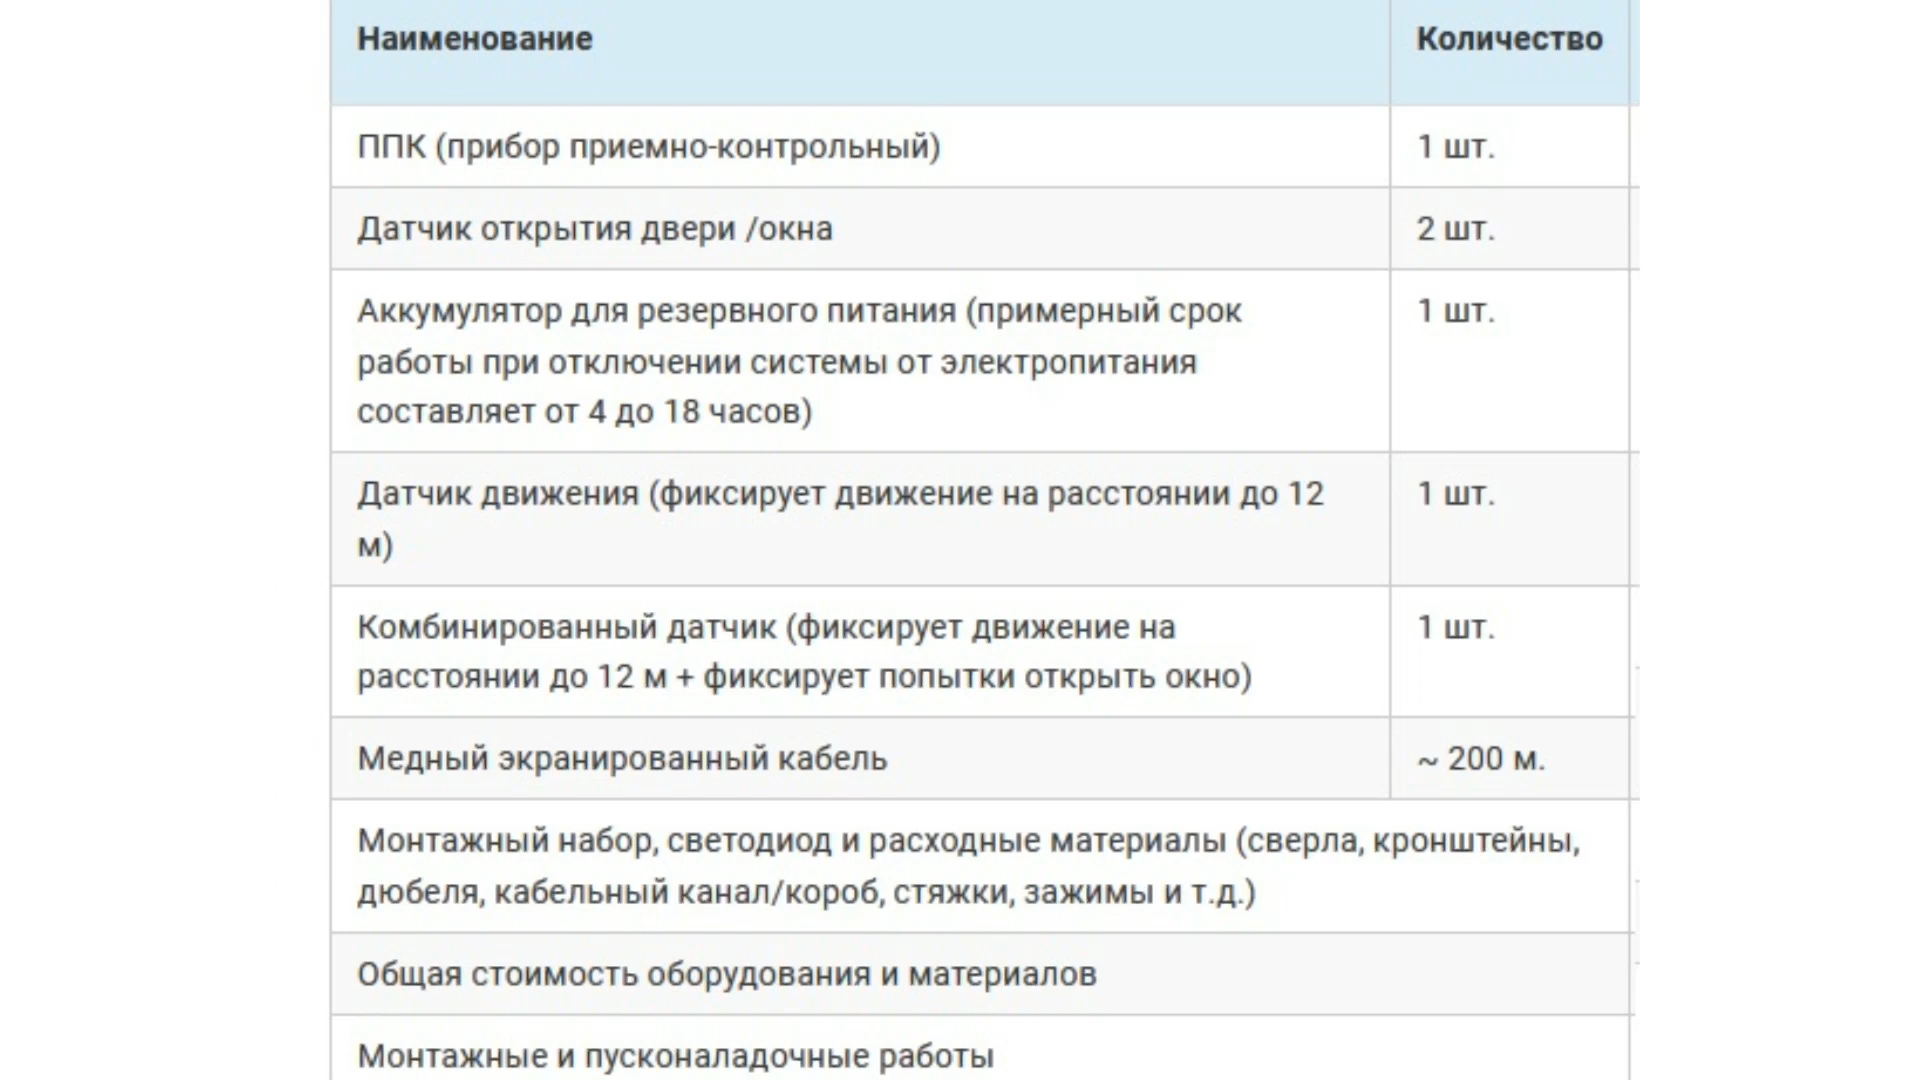 Наименование
Количество
ППК (прибор приемно-контрольный)
1 шт.
Датчик открытия двери /окна
2 шт.
Аккумулятор для резервного питания (примерный срок
1 шт.
работы при отключении системы от электропитания
составляет от 4 до 18 часов)
Датчик движения (фиксирует движение на расстоянии до 12
1 шт.
м)
Комбинированный датчик (фиксирует движение на
1 шт.
расстоянии до 12 м + фиксирует попытки открыть окно)
Медный экранированный кабель
~ 200 м.
Монтажный набор, светодиод и расходные материалы (сверла, кронштейны,
дюбеля, кабельный канал/короб, стяжки, зажимы и т.д.)
Общая стоимость оборудования и материалов
Монтажные и пусконаладочные работы